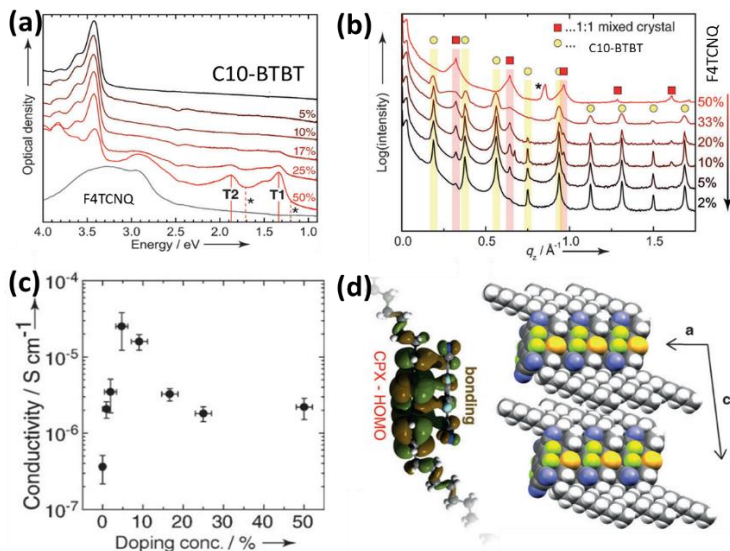 (a)
C10-BTBT
5%
10%
17%
25%
50%
F4TCNQ
T2
*
T1
*
Optical density
4.0 3.5 3.0 2.5 2.0 1.5 1.0
Energy / eV
(b)
...1:1 mixed crystal
... C10-BTBT
*
F4TCNQ
50%
33%
20%
10%
5%
2%
Log(intensity)
0.0 0.5 1.0 1.5
qz / Å-1
(c)
10-4
10-5
10-6
10-7
Conductivity / S cm-1
0 10 20 30 40 50
Doping conc. / %
(d)
CPX - HOMO
bonding
a
c